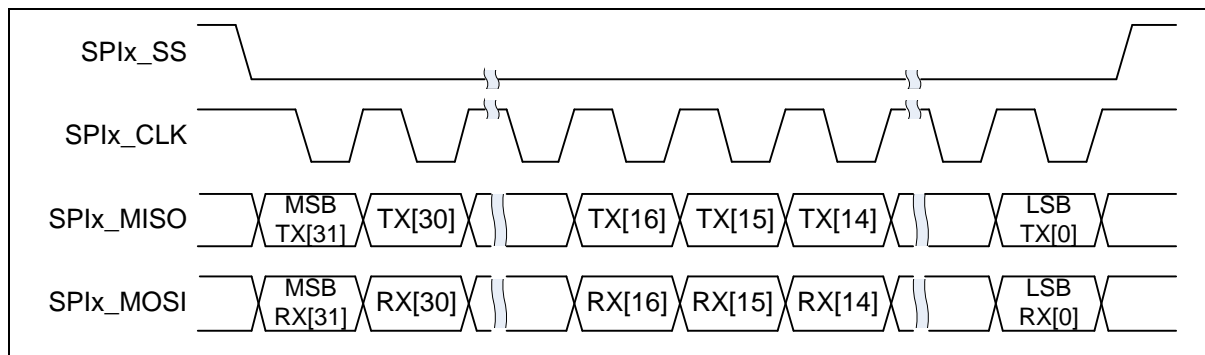 SPIx_SS
SPIx_CLK
SPIx_MISO
MSB
TX[31]
TX[30]
TX[16]
TX[15]
TX[14]
LSB
TX[0]
SPIx_MOSI
MSB
RX[31]
RX[30]
RX[16]
RX[15]
RX[14]
LSB
RX[0]